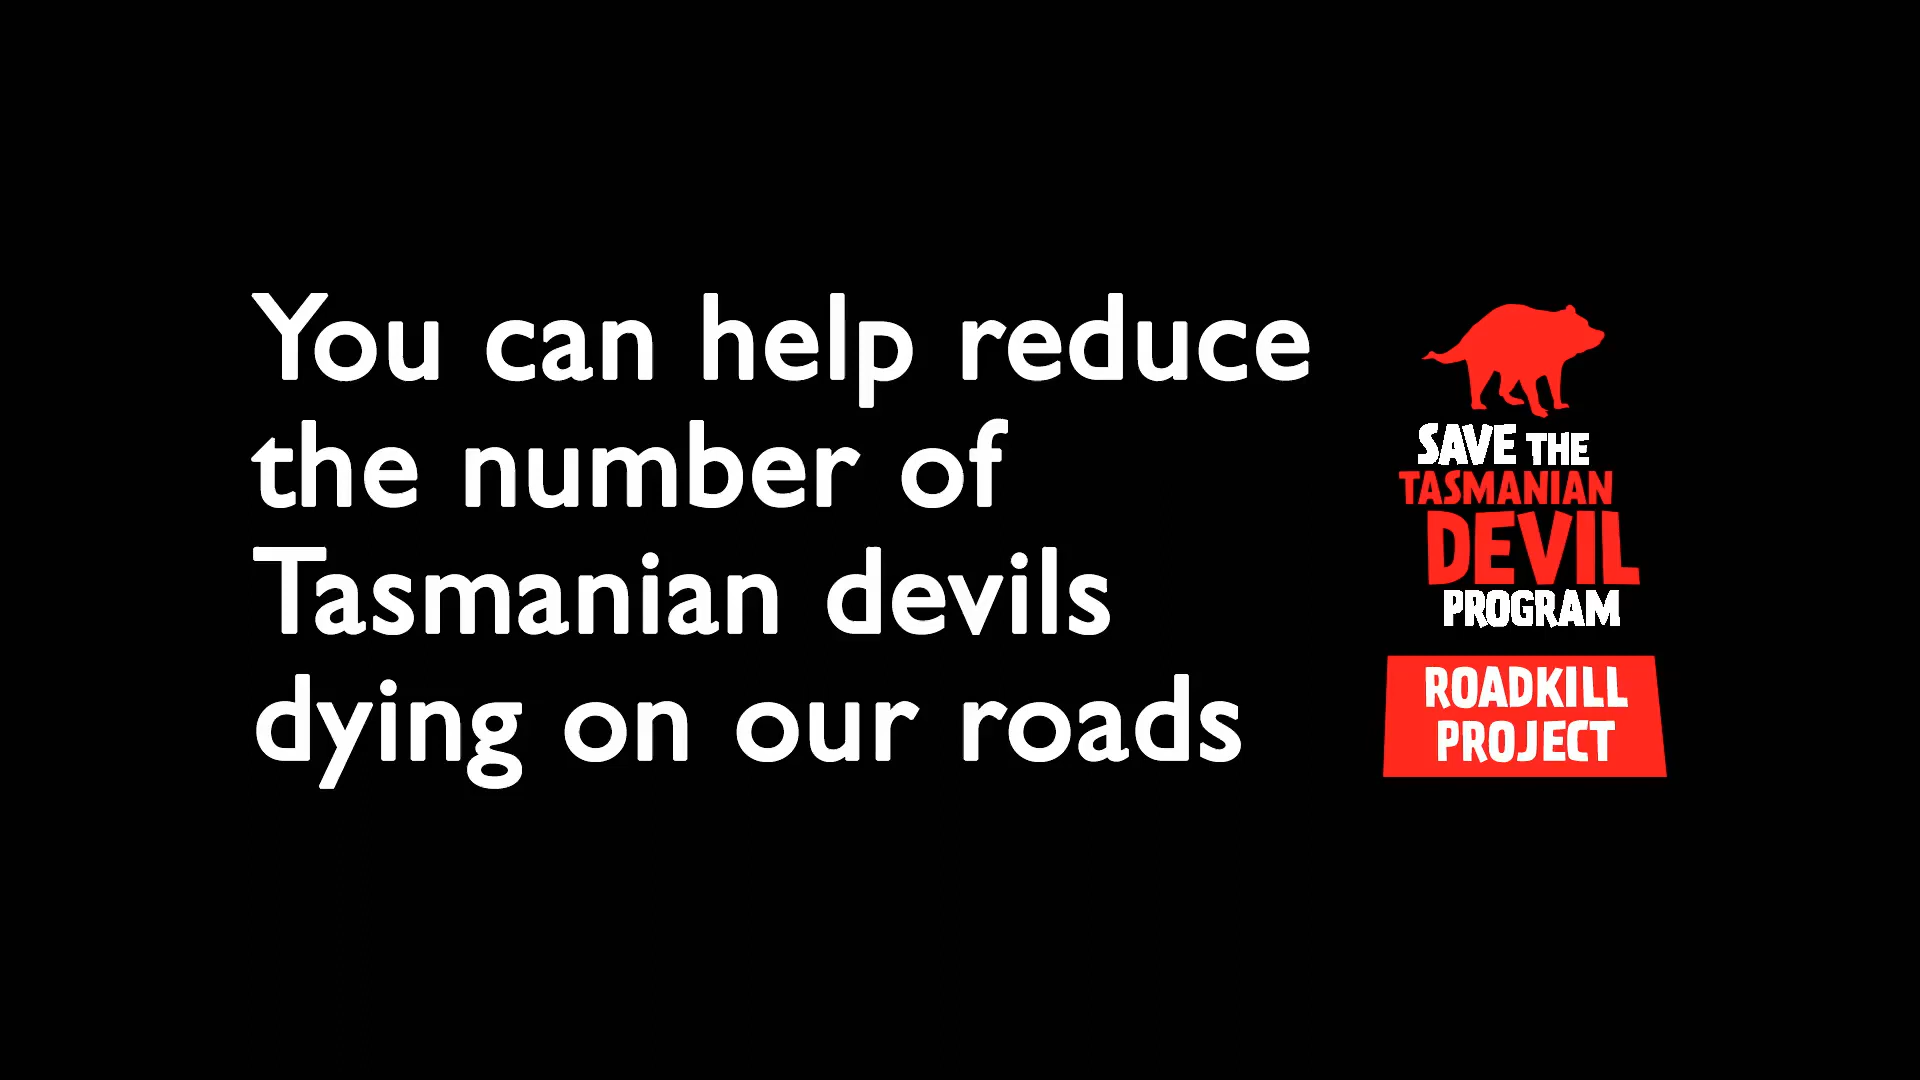 You can help reduce
the number of
Tasmanian devils
dying on our roads
SAVE THE
TASMANIAN
DEVIL
PROGRAM
ROADKILL
PROJECT